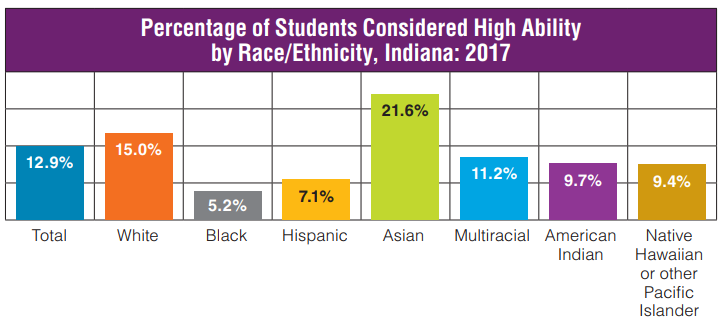 Percentage of Students Considered High Ability
by Race/Ethnicity, Indiana: 2017
12.9%
15.0%
5.2%
7.1%
21.6%
11.2%
9.7%
9.4%
Total
White
Black
Hispanic
Asian
Multiracial
American
Indian
Native
Hawaiian
or other
Pacific
Islander